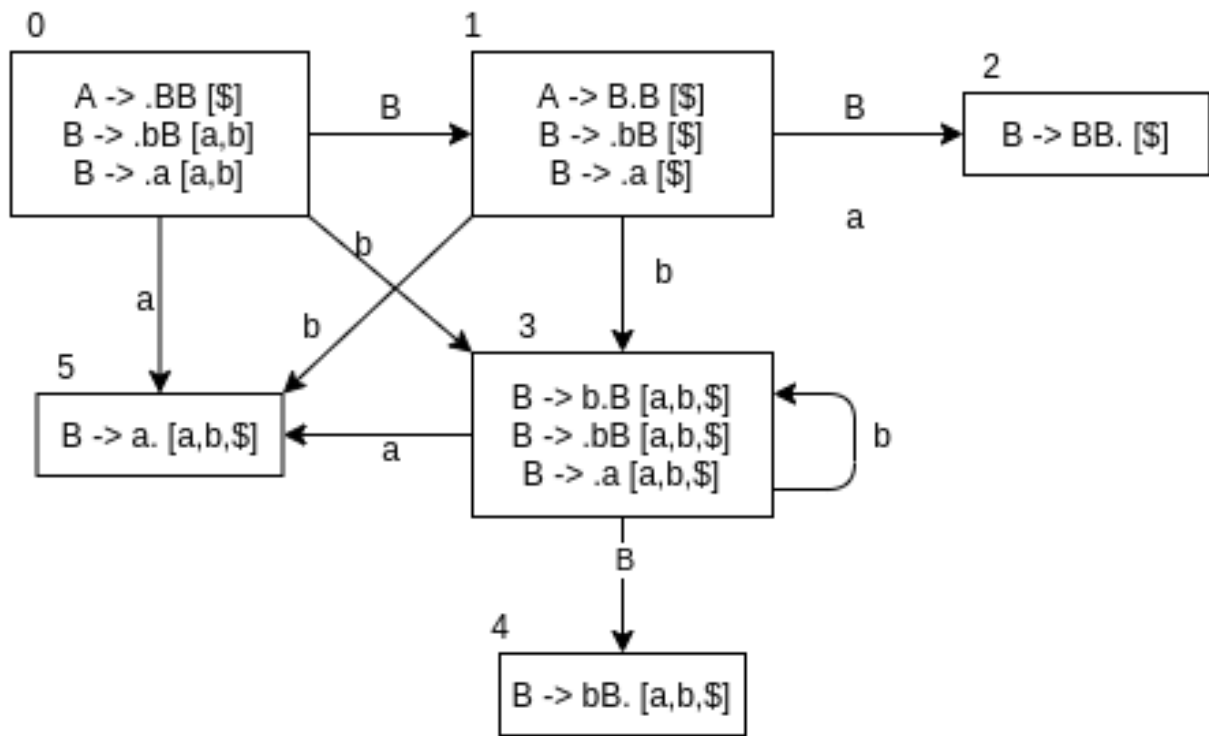 0
A -> .BB [$]
B -> .bB [a,b]
B -> .a [a,b]
B
1
A -> B.B [$]
B -> .bB [$]
B -> .a [$]
B
2
B -> BB. [$]
a
b
a
b
b
5
B -> a. [a,b,$]
a
3
B -> b.B [a,b,$]
B -> .bB [a,b,$]
B -> .a [a,b,$]
b
B
4
B -> bB. [a,b,$]